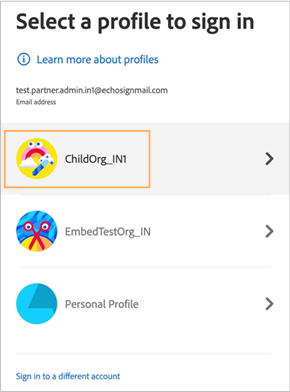 Select a profile to sign in
Learn more about profiles
test.partner.admin.in1@echosignmail.com
Email address
ChildOrg_IN1
EmbedTestOrg_IN
Personal Profile
Sign in to a different account